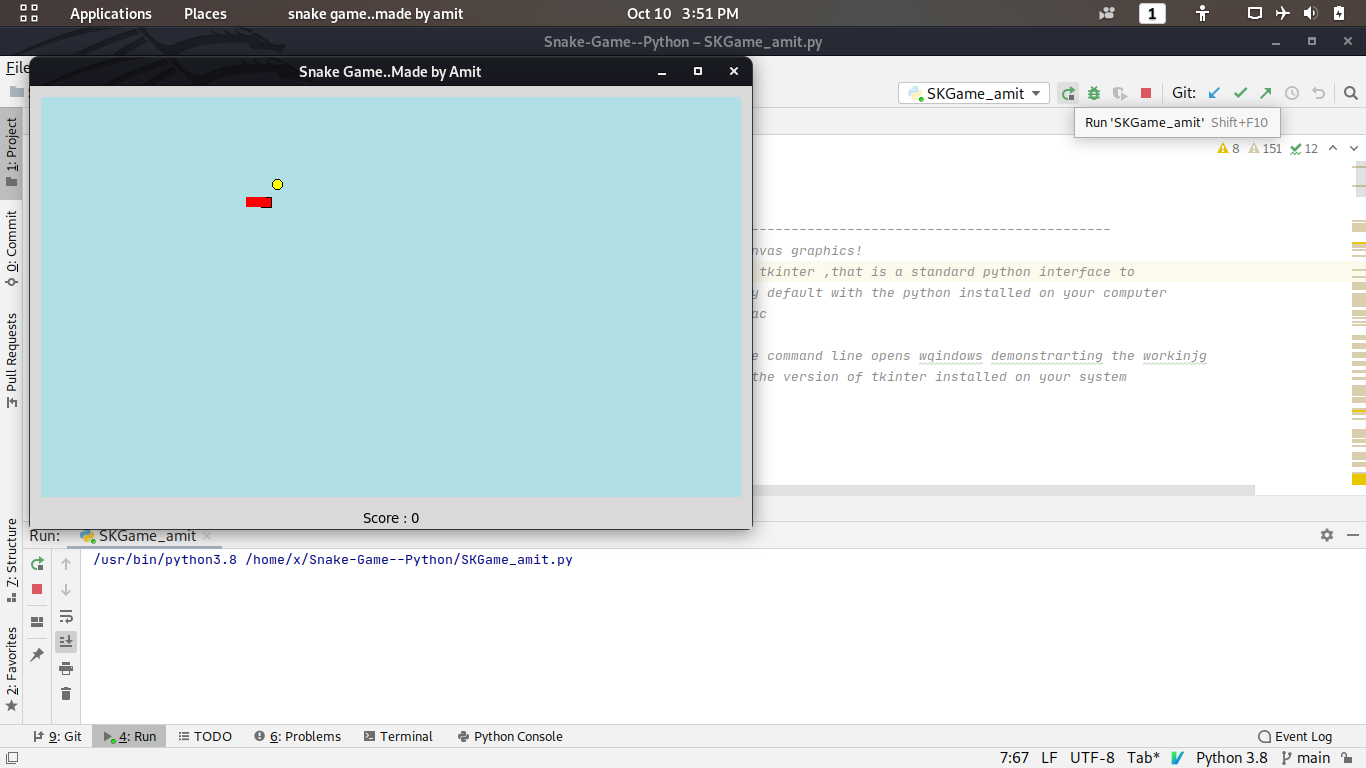 Applications Places snake game..made by amit Oct 10 3:51 PM 1
Snake-Game--Python – SKGame_amit.py
File
Snake Game..Made by Amit
SKGame_amit Git:
Run 'SKGame_amit' Shift+F10
8 151 12
1: Project
0: Commit
Pull Requests
7: Structure
2: Favorites
nvas graphics!
tkinter ,that is a standard python interface to
y default with the python installed on your computer
ac
e command line opens wqindows demonstrarting the workinjg
the version of tkinter installed on your system
Score : 0
Run: SKGame_amit
/usr/bin/python3.8 /home/x/Snake-Game--Python/SKGame_amit.py
9: Git 4: Run TODO 6: Problems Terminal Python Console Event Log
7:67 LF UTF-8 Tab* Python 3.8 main